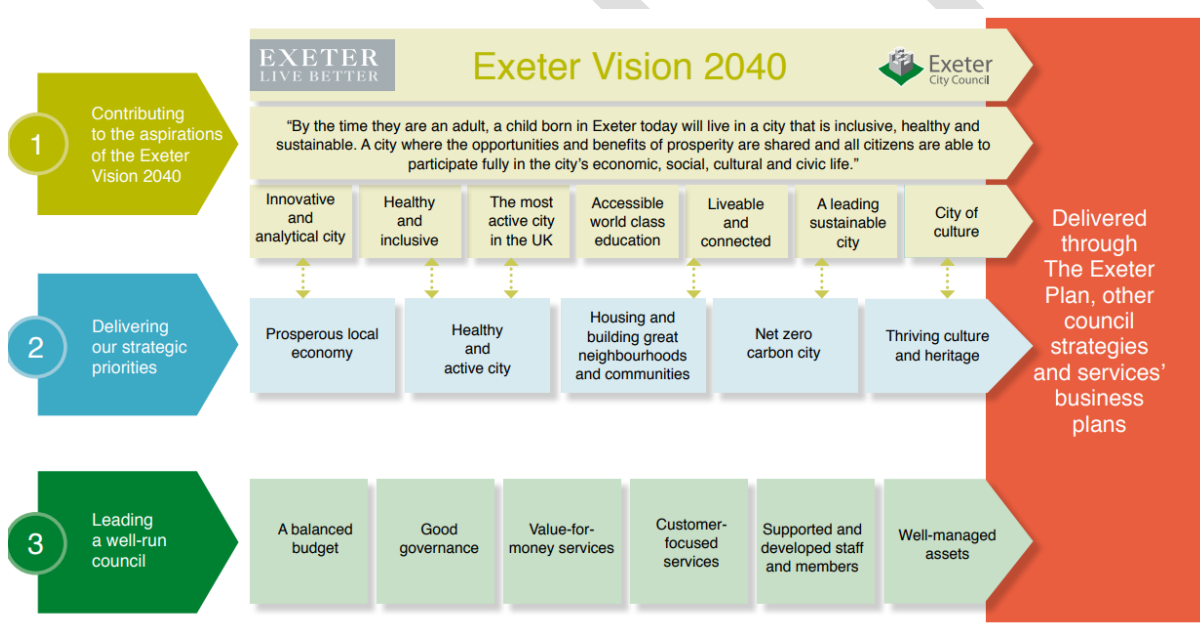 EXETER
LIVE BETTER
Exeter Vision 2040
Exeter
City Council
1
Contributing
to the aspirations
of the Exeter
Vision 2040
“By the time they are an adult, a child born in Exeter today will live in a city that is inclusive, healthy and
sustainable. A city where the opportunities and benefits of prosperity are shared and all citizens are able to
participate fully in the city’s economic, social, cultural and civic life.”
Innovative
and
analytical city
Healthy
and
inclusive
The most
active city
in the UK
Accessible
world class
education
Liveable
and
connected
A leading
sustainable
city
City of
culture
2
Delivering
our strategic
priorities
Prosperous local
economy
Healthy
and
active city
Housing and
building great
neighbourhoods
and communities
Net zero
carbon city
Thriving culture
and heritage
3
Leading
a well-run
council
A balanced
budget
Good
governance
Value-for-
money services
Customer-
focused
services
Supported and
developed staff
and members
Well-managed
assets
Delivered
through
The Exeter
Plan, other
council
strategies
and services’
business
plans